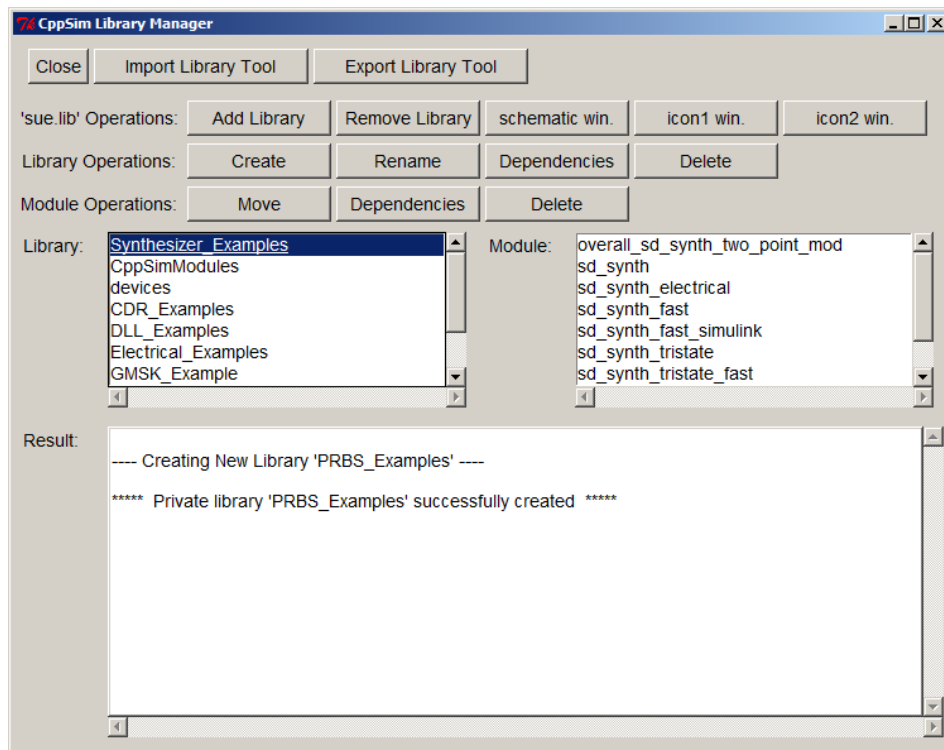 CppSim Library Manager
Close Import Library Tool Export Library Tool
'sue.lib' Operations: Add Library Remove Library schematic win. icon1 win. icon2 win.
Library Operations: Create Rename Dependencies Delete
Module Operations: Move Dependencies Delete
Library:
Synthesizer_Examples
CppSimModules
devices
CDR_Examples
DLL_Examples
Electrical_Examples
GMSK_Example
Module:
overall_sd_synth_two_point_mod
sd_synth
sd_synth_electrical
sd_synth_fast
sd_synth_fast_simulink
sd_synth_tristate
sd_synth_tristate_fast
Result:
---- Creating New Library 'PRBS_Examples' ----
***** Private library 'PRBS_Examples' successfully created *****